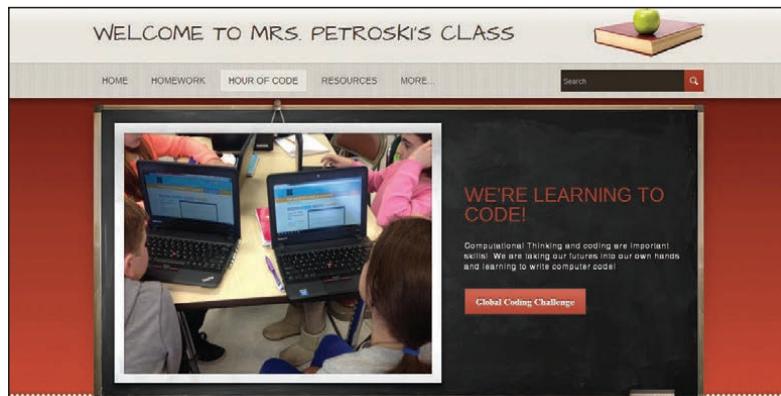 WELCOME TO MRS. PETROSKI'S CLASS
HOME HOMEWORK HOUR OF CODE RESOURCES MORE...
Search
WE'RE LEARNING TO
CODE!
Computational Thinking and coding are important
skills! We are taking our futures into our own hands
and learning to write computer code!
Global Coding Challenge